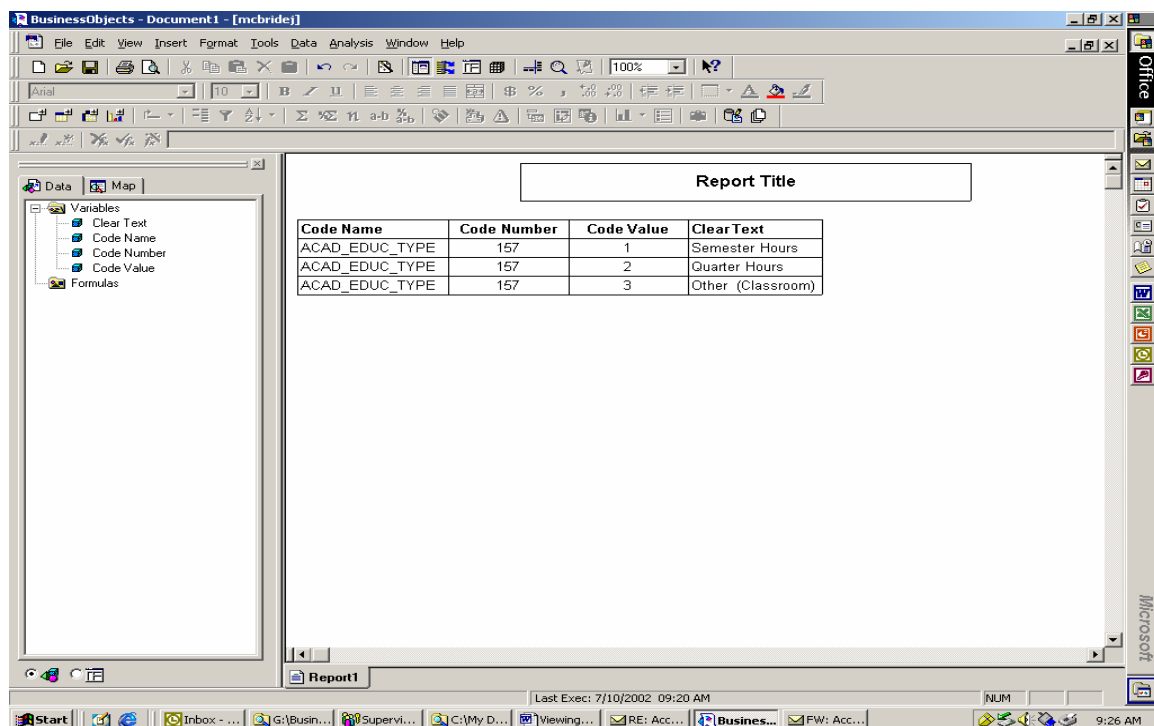 BusinessObjects - Document1 - [mcbridej]
File Edit View Insert Format Tools Data Analysis Window Help
100%
Arial 10 B I U $ %
Σ %Σ n a-b
Data Map
Variables
Clear Text
Code Name
Code Number
Code Value
Formulas
Report Title
Code Name Code Number Code Value Clear Text
ACAD_EDUC_TYPE 157 1 Semester Hours
ACAD_EDUC_TYPE 157 2 Quarter Hours
ACAD_EDUC_TYPE 157 3 Other (Classroom)
Office
Microsoft
Report1
Last Exec: 7/10/2002 09:20 AM NUM
Start Inbox - ... G:\Busin... Supervi... C:\My D... Viewing... RE: Acc... Busines... FW: Acc... 9:26 AM